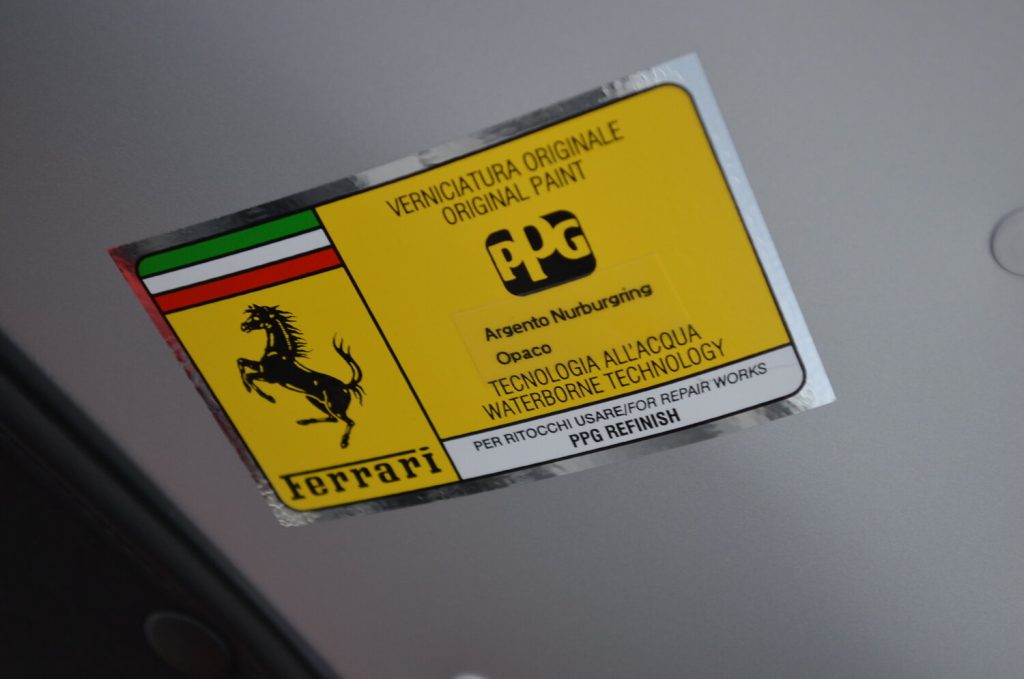 VERNICIATURA ORIGINALE
ORIGINAL PAINT
PPG
Argento Nurburgring
Opaco
TECNOLOGIA ALL'ACQUA
WATERBORNE TECHNOLOGY
PER RITOCCHI USARE/FOR REPAIR WORKS
PPG REFINISH
Ferrari